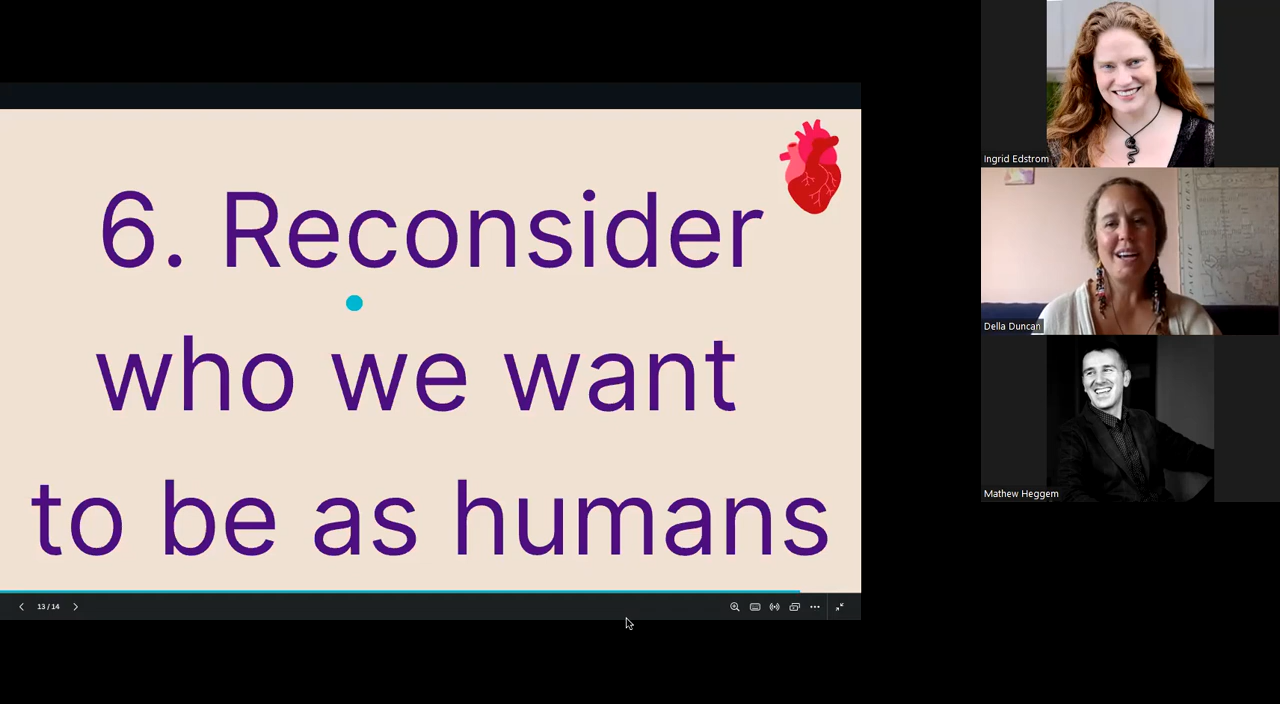 6. Reconsider
who we want
to be as humans
13 / 14
Ingrid Edstrom
Della Duncan
Mathew Heggem